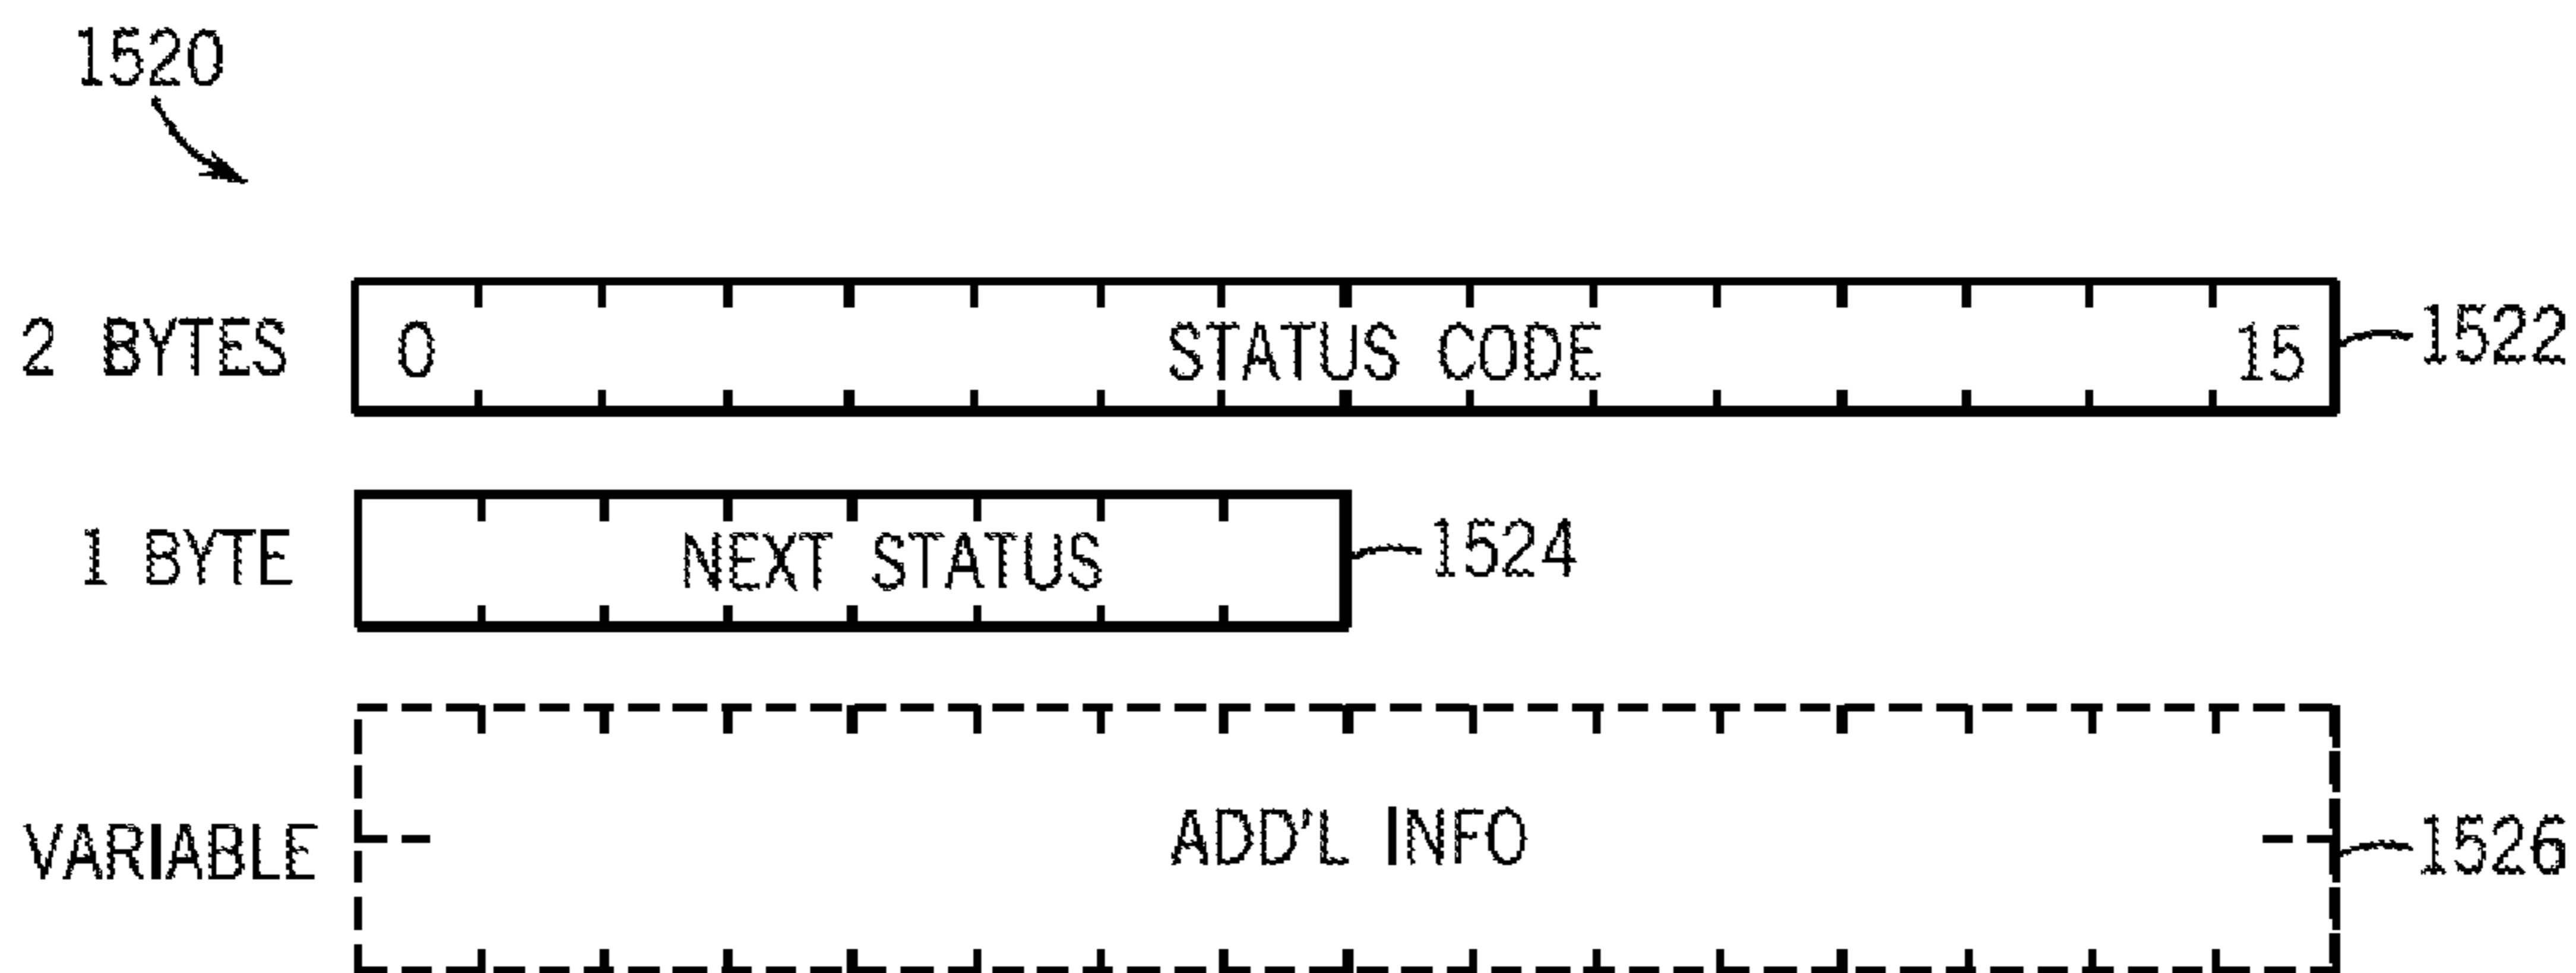 1520
2 BYTES 0 STATUS CODE 15 1522
1 BYTE NEXT STATUS 1524
VARIABLE ADD'L INFO 1526